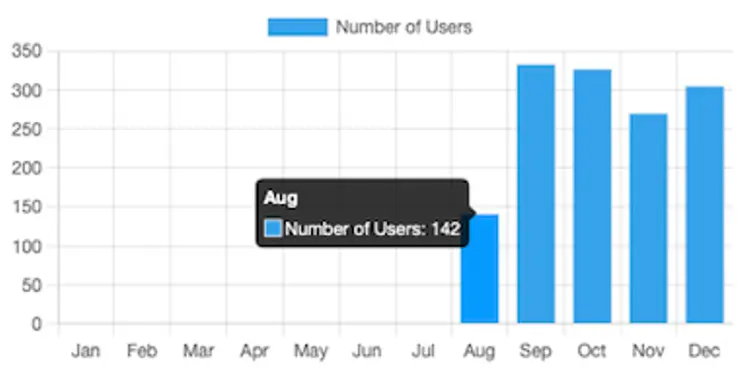 Number of Users
350
300
250
200
150
100
50
0
Aug
Number of Users: 142
Jan Feb Mar Apr May Jun Jul Aug Sep Oct Nov Dec